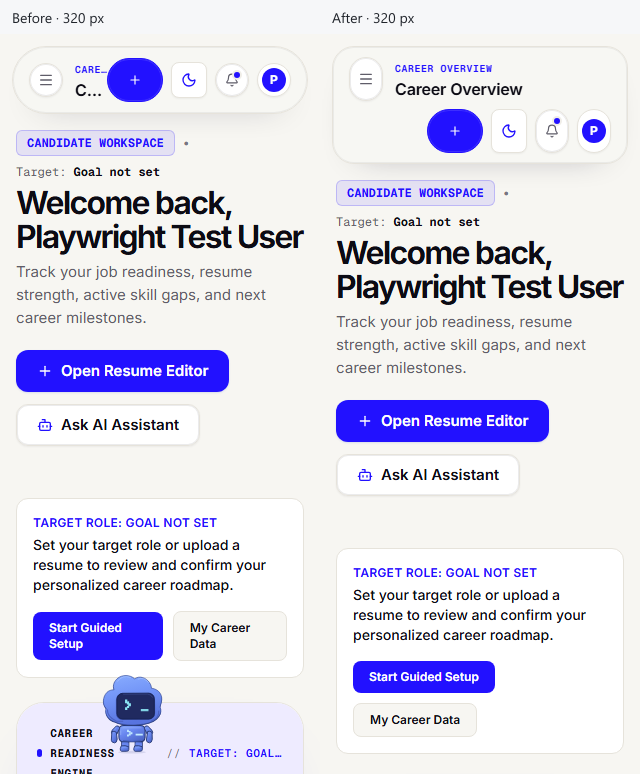 Before · 320 px
CARE…
C…
P
CANDIDATE WORKSPACE •
Target: Goal not set
Welcome back,
Playwright Test User
Track your job readiness, resume
strength, active skill gaps, and next
career milestones.
Open Resume Editor
Ask AI Assistant
TARGET ROLE: GOAL NOT SET
Set your target role or upload a
resume to review and confirm your
personalized career roadmap.
Start Guided
Setup
My Career
Data
CAREER
READINESS
ENGINE
// TARGET: GOAL…
After · 320 px
CAREER OVERVIEW
Career Overview
P
CANDIDATE WORKSPACE •
Target: Goal not set
Welcome back,
Playwright Test User
Track your job readiness, resume
strength, active skill gaps, and next
career milestones.
Open Resume Editor
Ask AI Assistant
TARGET ROLE: GOAL NOT SET
Set your target role or upload a
resume to review and confirm your
personalized career roadmap.
Start Guided Setup
My Career Data